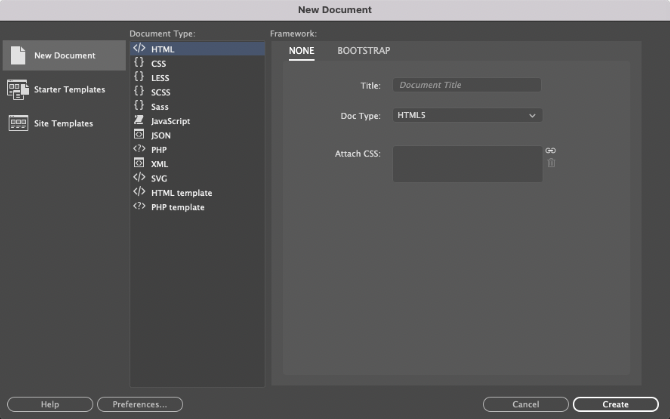 New Document
Document Type:
Framework:
New Document
Starter Templates
Site Templates
HTML
CSS
LESS
SCSS
Sass
JavaScript
JSON
PHP
XML
SVG
HTML template
PHP template
NONE BOOTSTRAP
Title: Document Title
Doc Type: HTML5
Attach CSS:
Help Preferences... Cancel Create